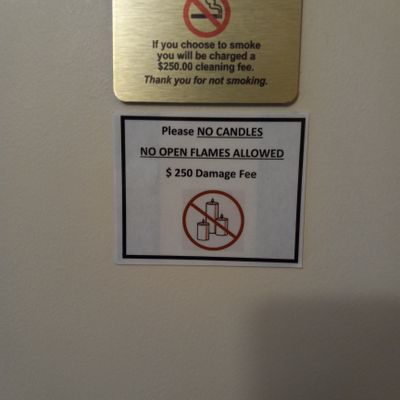 If you choose to smoke
you will be charged a
$250.00 cleaning fee.
Thank you for not smoking.
Please NO CANDLES
NO OPEN FLAMES ALLOWED
$ 250 Damage Fee